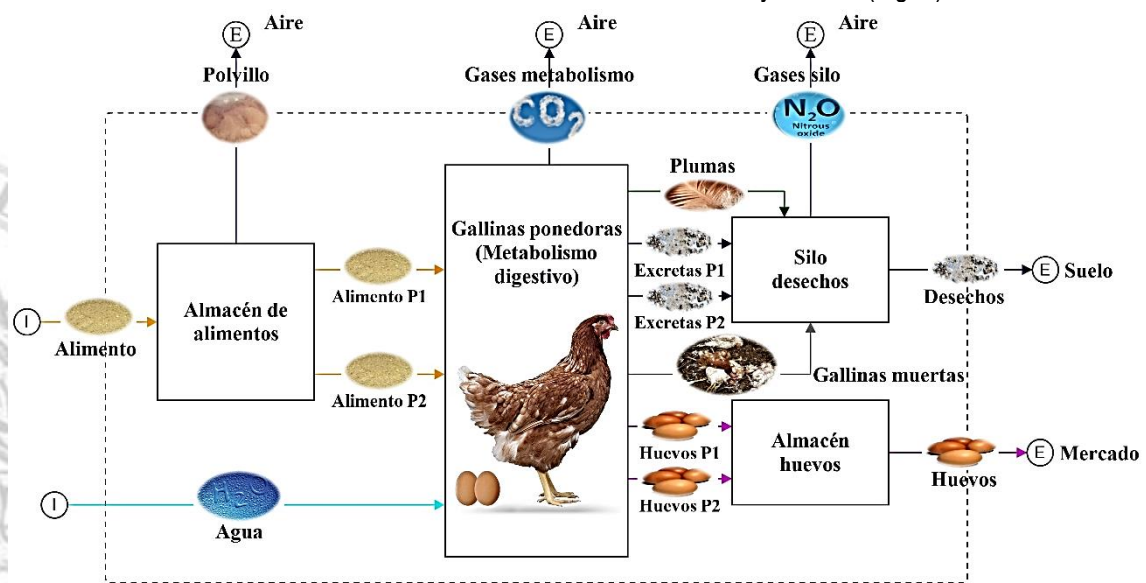 E Aire
E Aire
E Aire
Polvillo
Gases metabolismo
Gases silo
CO2
N2O
Nitrous
oxide
Plumas
Gallinas ponedoras
(Metabolismo
digestivo)
Alimento P1
Excretas P1
Silo
desechos
E Suelo
Desechos
Almacén de
alimentos
I
Alimento
Excretas P2
Alimento P2
Gallinas muertas
Huevos P1
Almacén
huevos
E Mercado
Huevos
Huevos P2
I
H2O
Agua